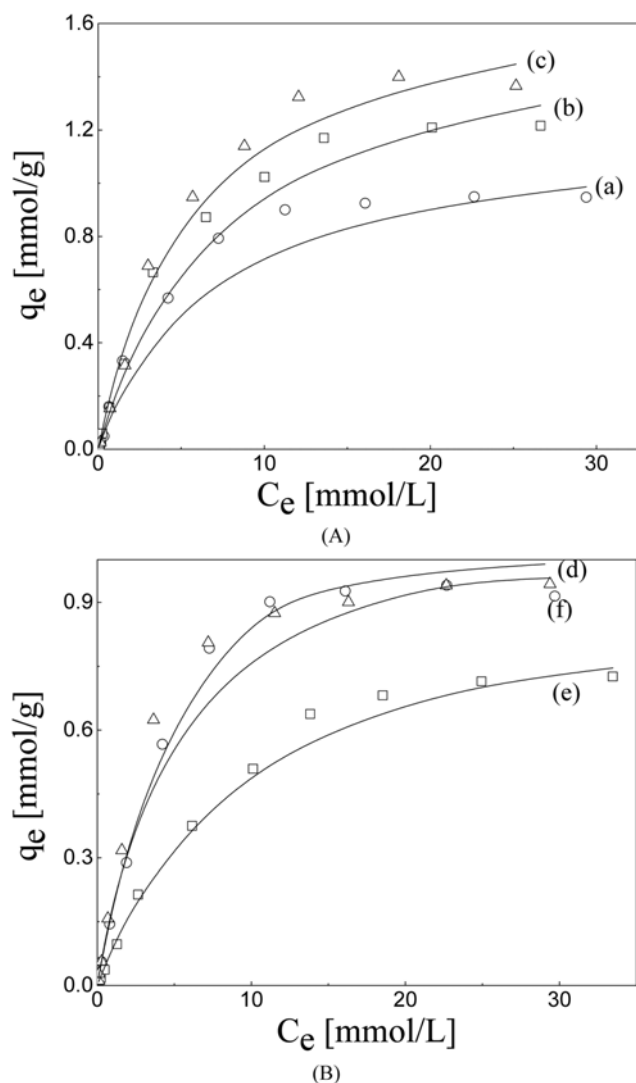 1.6
(c)
1.2
(b)
(a)
0.8
qe [mmol/g]
0.4
0.0
0 10 20 30
Ce [mmol/L]
(A)
(d)
0.9
(f)
(e)
0.6
qe [mmol/g]
0.3
0.0
0 10 20 30
Ce [mmol/L]
(B)